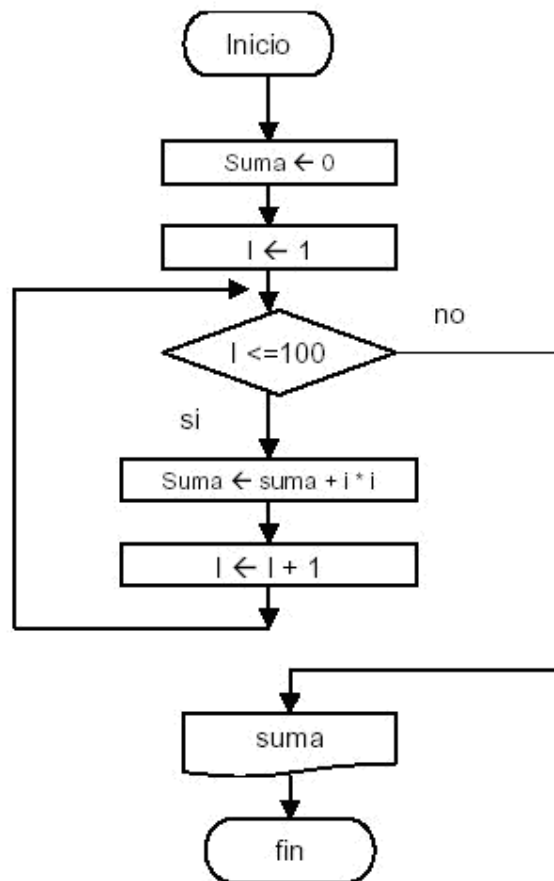 Inicio
Suma ← 0
I ← 1
no
I <=100
si
Suma ← suma + i * i
I ← I + 1
suma
fin